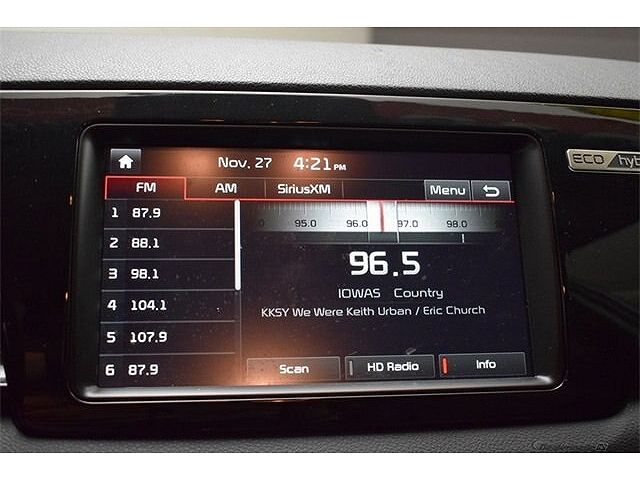 Nov. 27 4:21 PM
ECO hyb
FM AM SiriusXM Menu
1 87.9
2 88.1
3 98.1
4 104.1
5 107.9
6 87.9
0 95.0 96.0 97.0 98.0
96.5
IOWAS Country
KKSY We Were Keith Urban / Eric Church
Scan HD Radio Info